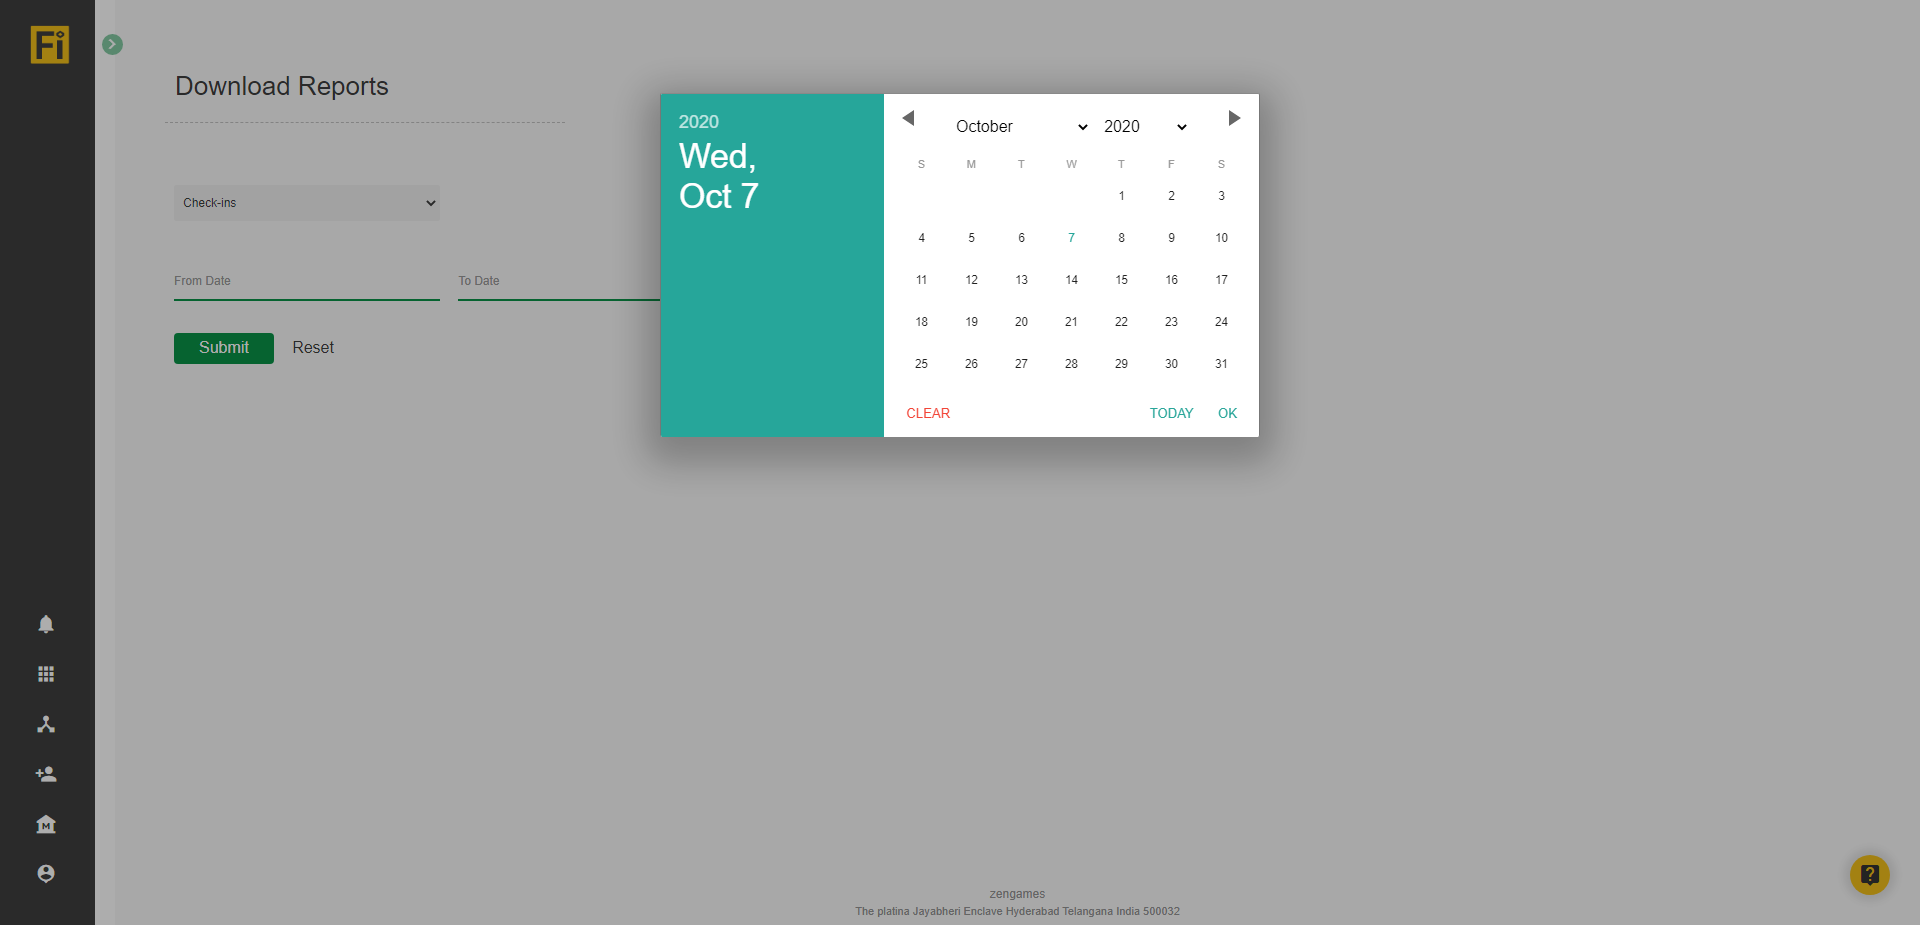 Fi
Download Reports
Check-ins
From Date To Date
Submit Reset
2020
Wed,
Oct 7
October 2020
S M T W T F S
1 2 3
4 5 6 7 8 9 10
11 12 13 14 15 16 17
18 19 20 21 22 23 24
25 26 27 28 29 30 31
CLEAR TODAY OK
M
?
zengames
The platina Jayabheri Enclave Hyderabad Telangana India 500032